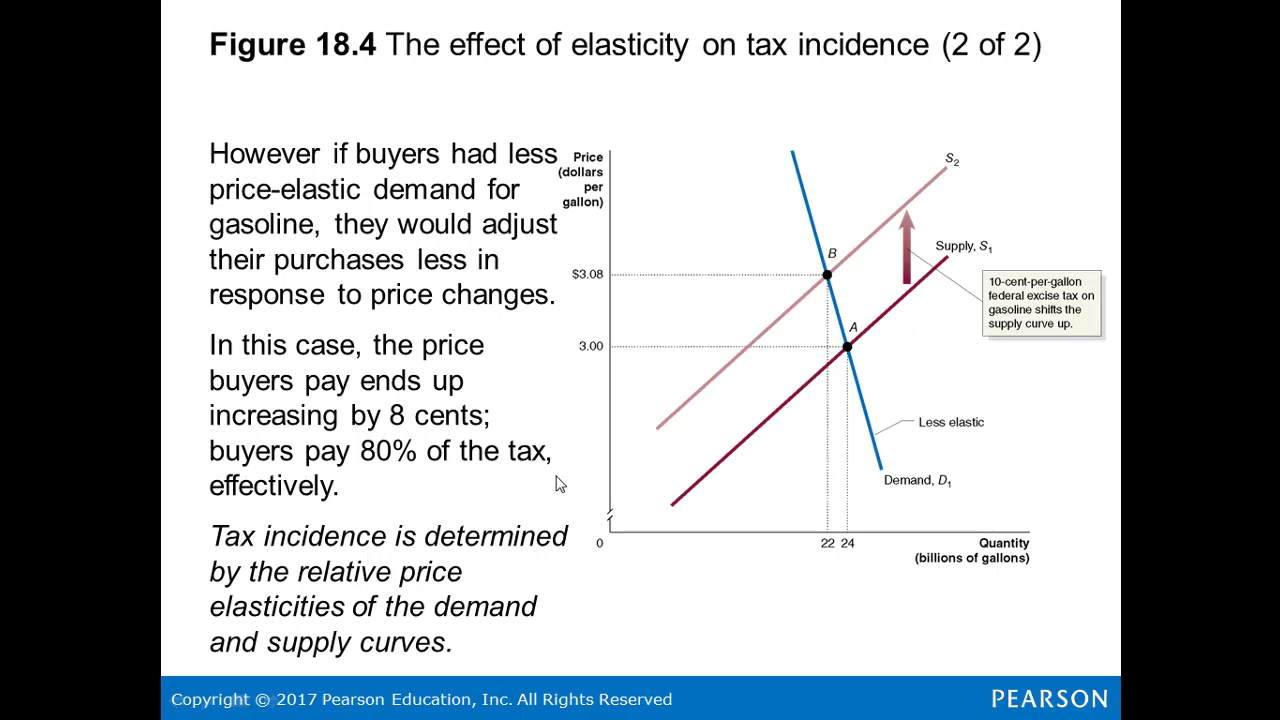 Figure 18.4 The effect of elasticity on tax incidence (2 of 2)
However if buyers had less
price-elastic demand for
gasoline, they would adjust
their purchases less in
response to price changes.
In this case, the price
buyers pay ends up
increasing by 8 cents;
buyers pay 80% of the tax,
effectively.
Tax incidence is determined
by the relative price
elasticities of the demand
and supply curves.
Price
(dollars
per
gallon)
S2
B
Supply, S1
$3.08
10-cent-per-gallon
federal excise tax on
gasoline shifts the
supply curve up.
A
3.00
Less elastic
Demand, D1
0
22 24
Quantity
(billions of gallons)
Copyright © 2017 Pearson Education, Inc. All Rights Reserved
PEARSON